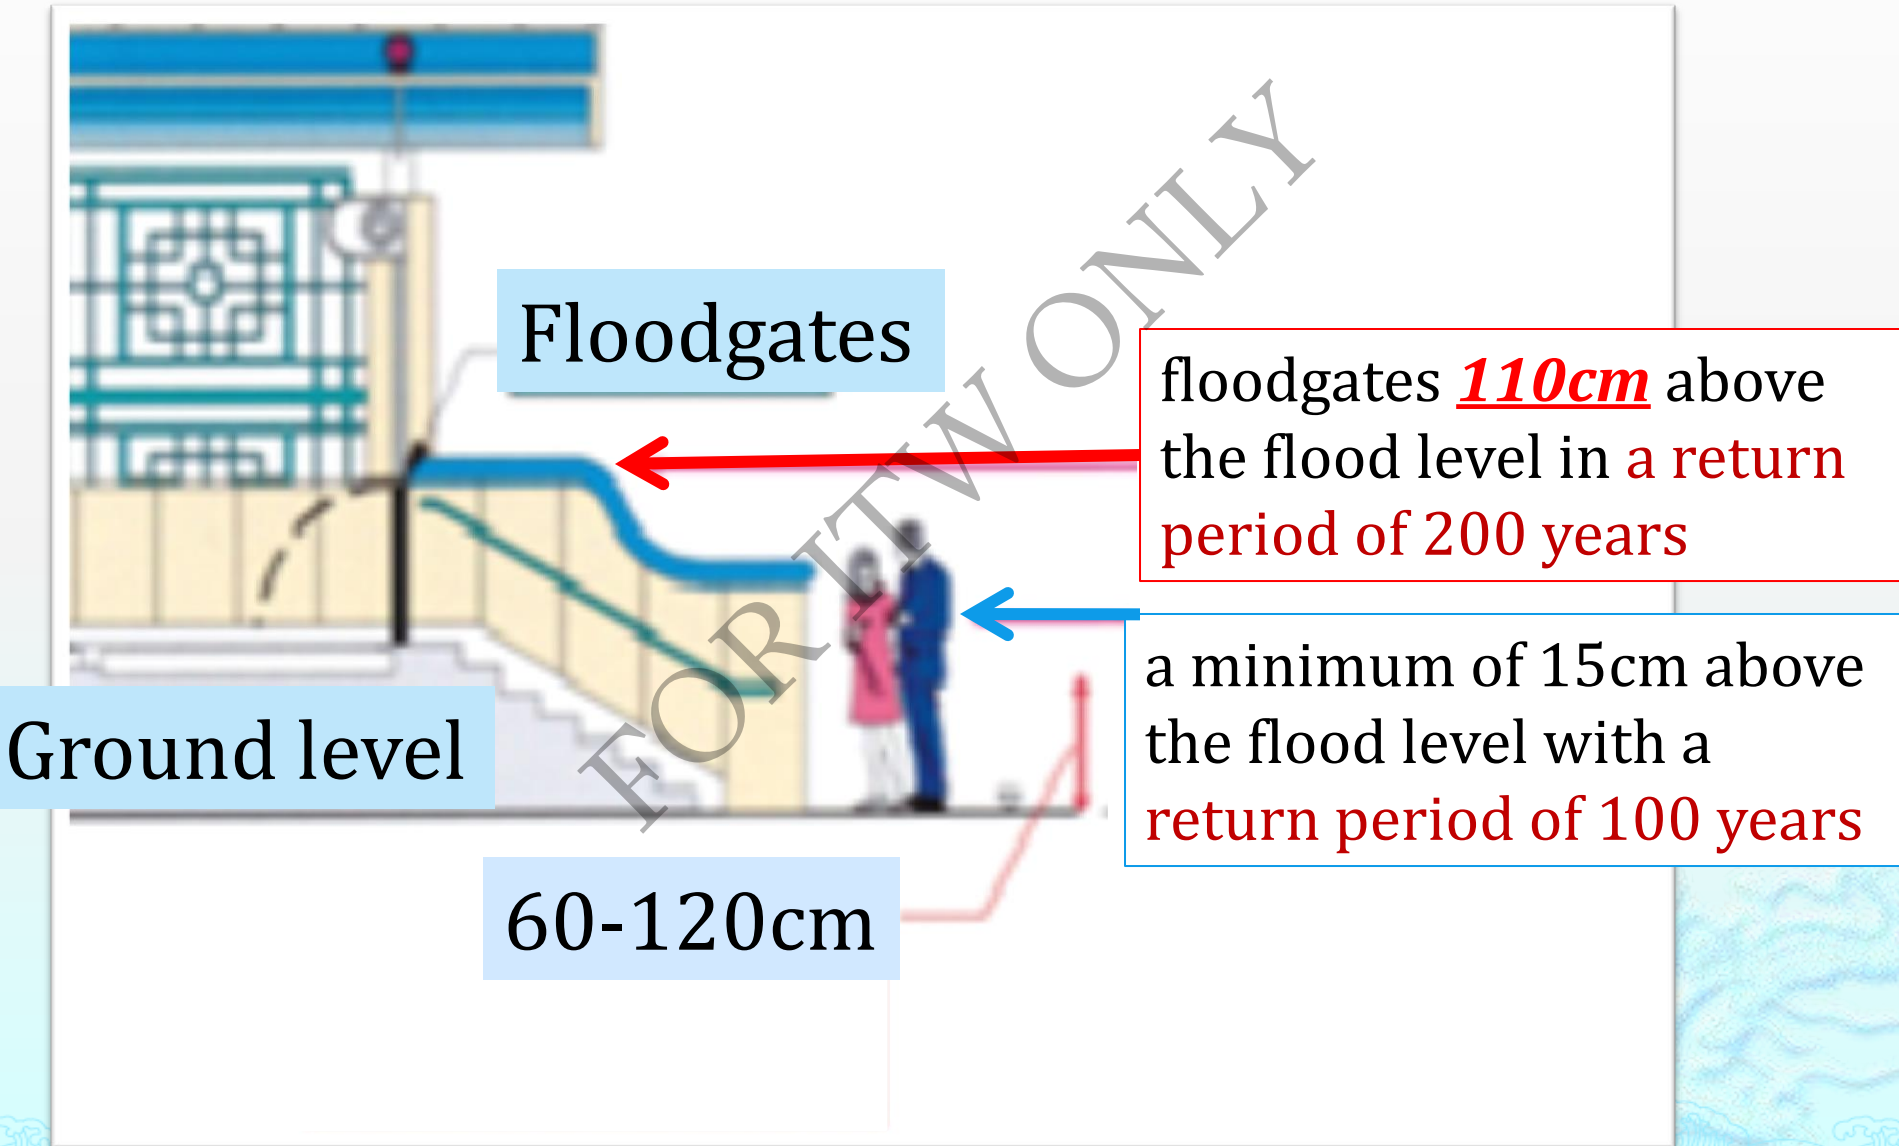 Floodgates
floodgates 110cm above
the flood level in a return
period of 200 years
a minimum of 15cm above
the flood level with a
return period of 100 years
Ground level
60-120cm
FOR ITW ONLY